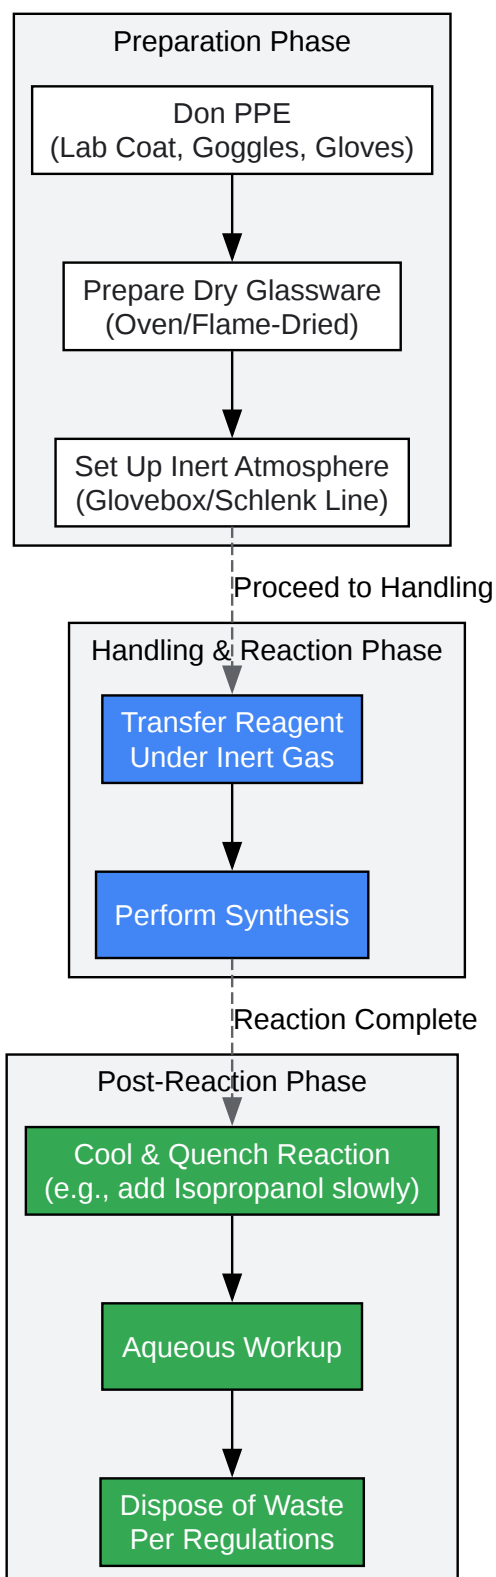 Preparation Phase
Don PPE
(Lab Coat, Goggles, Gloves)
Prepare Dry Glassware
(Oven/Flame-Dried)
Set Up Inert Atmosphere
(Glovebox/Schlenk Line)
Proceed to Handling
Handling & Reaction Phase
Transfer Reagent
Under Inert Gas
Perform Synthesis
Reaction Complete
Post-Reaction Phase
Cool & Quench Reaction
(e.g., add Isopropanol slowly)
Aqueous Workup
Dispose of Waste
Per Regulations